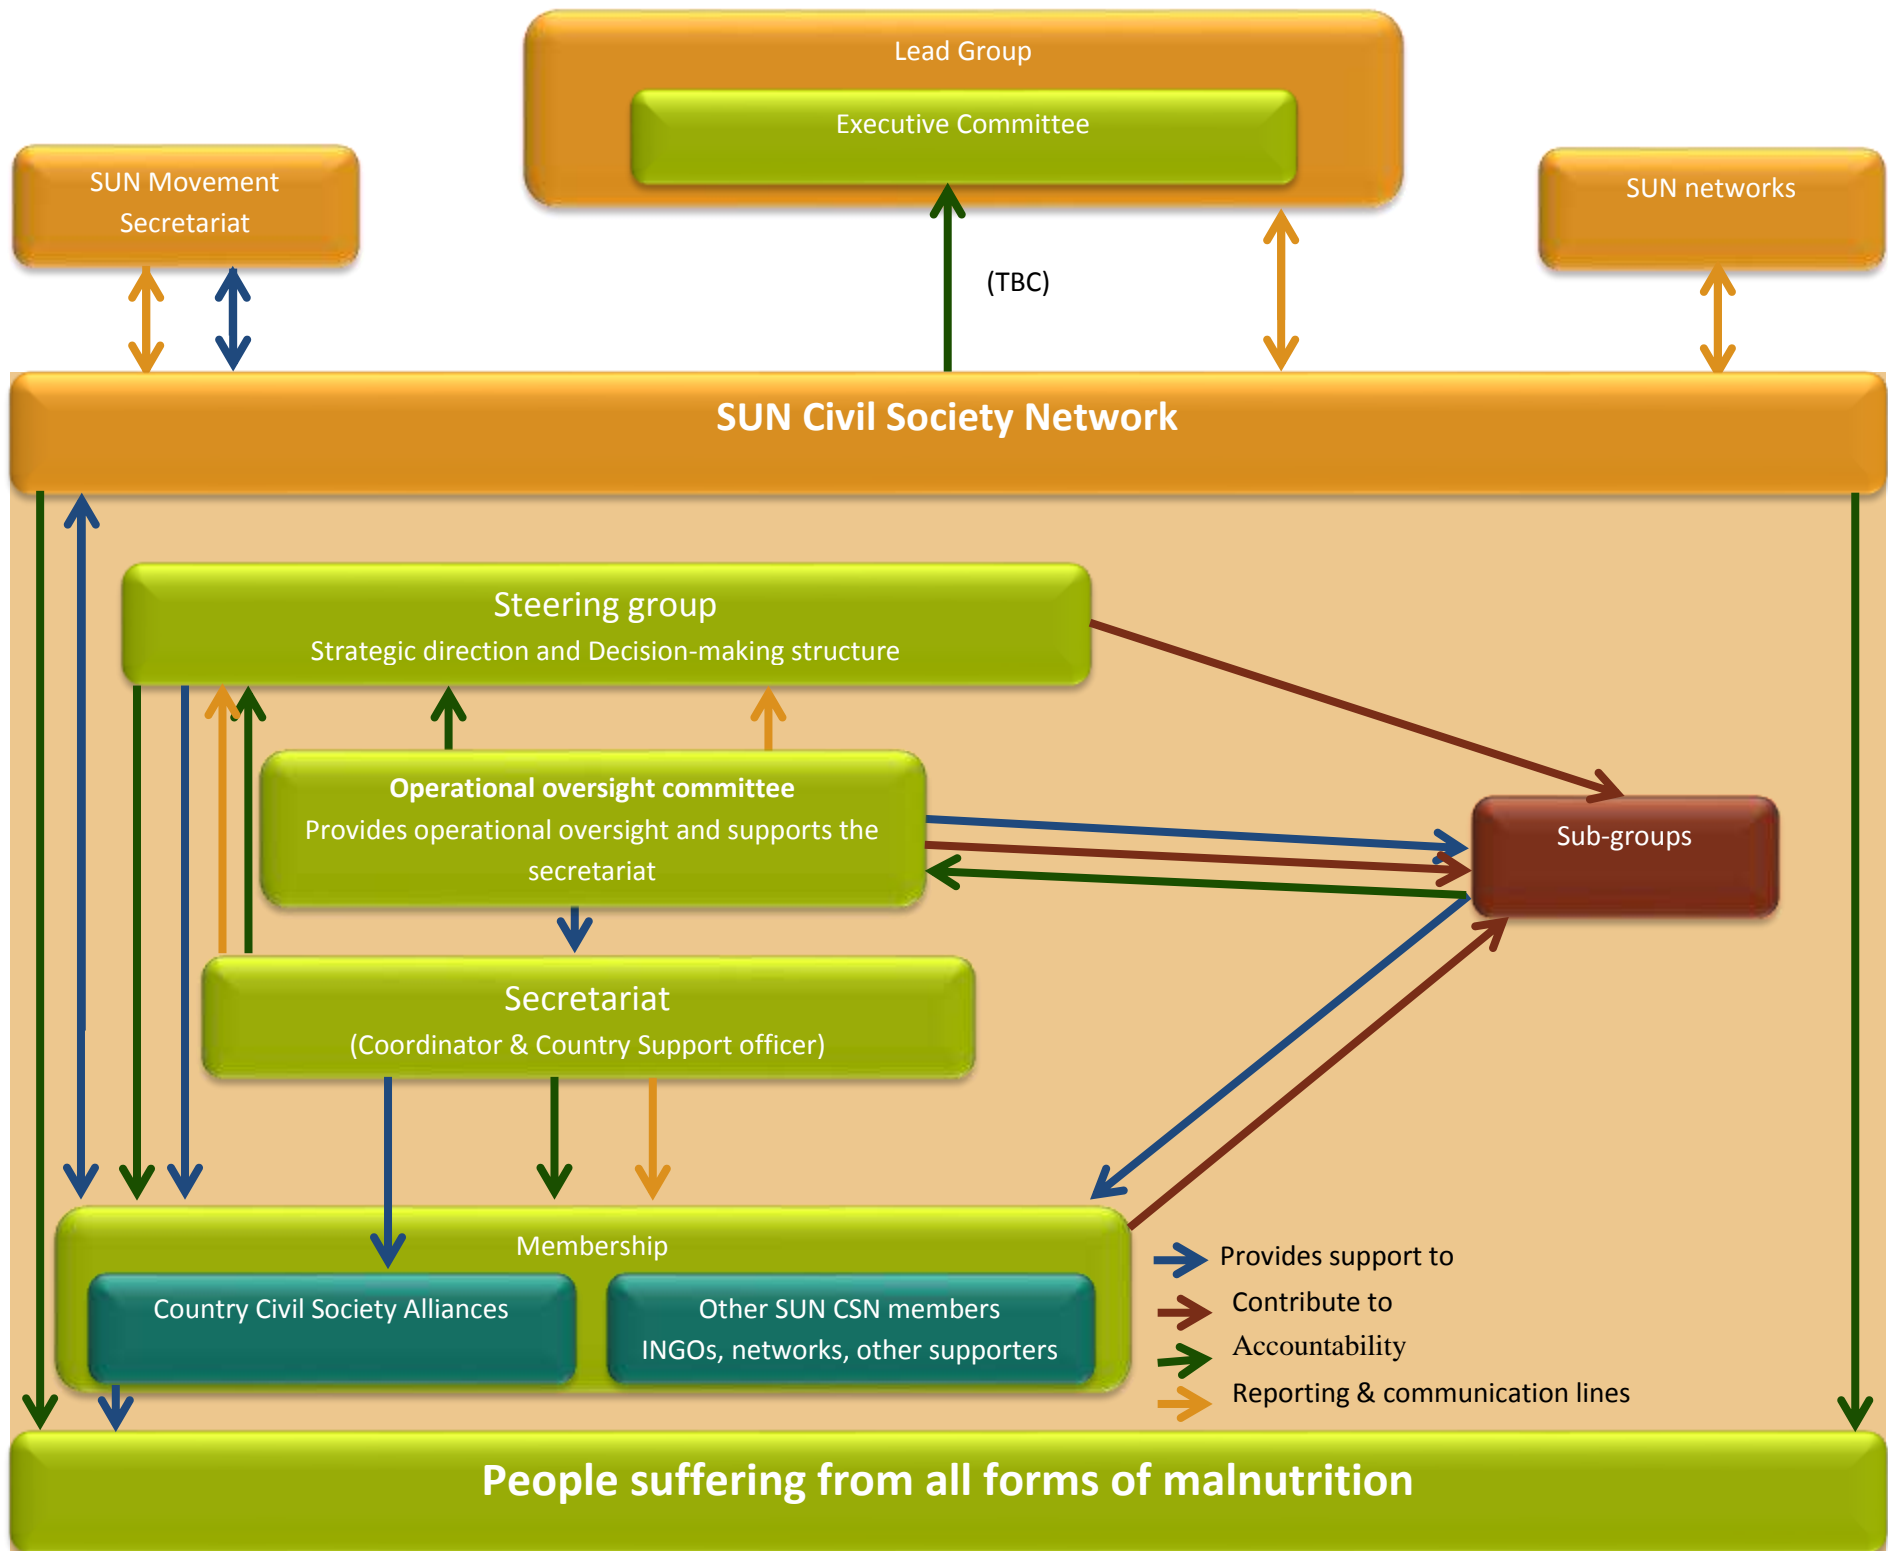 Lead Group
Executive Committee
SUN Movement
Secretariat
SUN networks
(TBC)
SUN Civil Society Network
Steering group
Strategic direction and Decision-making structure
Operational oversight committee
Provides operational oversight and supports the
secretariat
Sub-groups
Secretariat
(Coordinator & Country Support officer)
Membership
Country Civil Society Alliances
Other SUN CSN members
INGOs, networks, other supporters
Provides support to
Contribute to
Accountability
Reporting & communication lines
People suffering from all forms of malnutrition